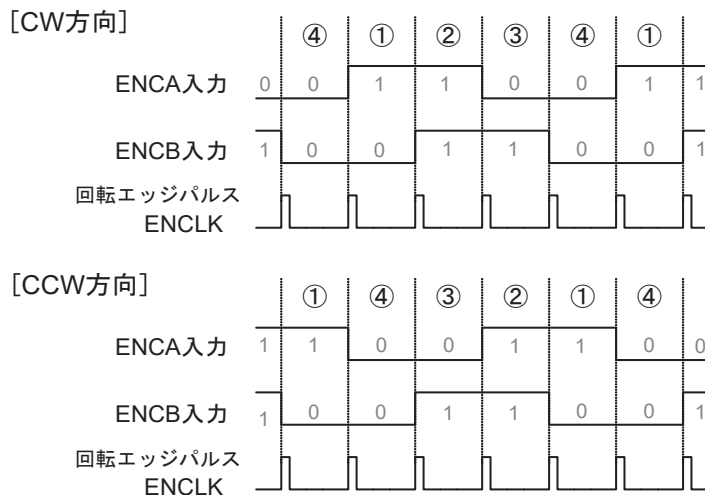 [CW方向]
④ ① ② ③ ④ ①
ENCA入力 0 0 1 1 0 0 1 1
ENCB入力 1 0 0 1 1 0 0 1
回転エッジパルス
ENCLK
[CCW方向]
① ④ ③ ② ① ④
ENCA入力 1 1 0 0 1 1 0 0
ENCB入力 1 0 0 1 1 0 0 1
回転エッジパルス
ENCLK